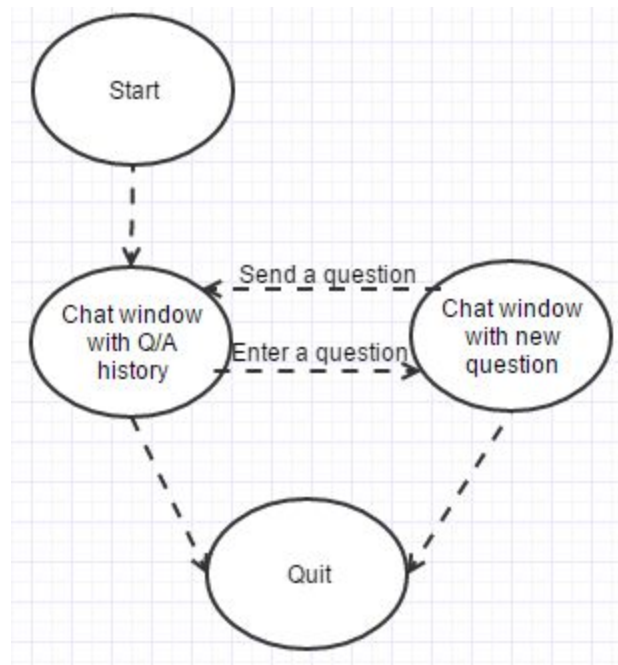 Start
Send a question
Chat window
with Q/A
history
Enter a question
Chat window
with new
question
Quit